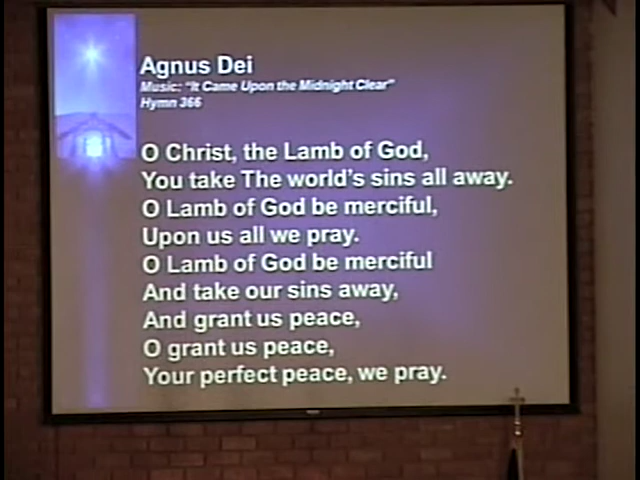 Agnus Dei
Music: “It Came Upon the Midnight Clear”
Hymn 366
O Christ, the Lamb of God,
You take The world’s sins all away.
O Lamb of God be merciful,
Upon us all we pray.
O Lamb of God be merciful
And take our sins away,
And grant us peace,
O grant us peace,
Your perfect peace, we pray.